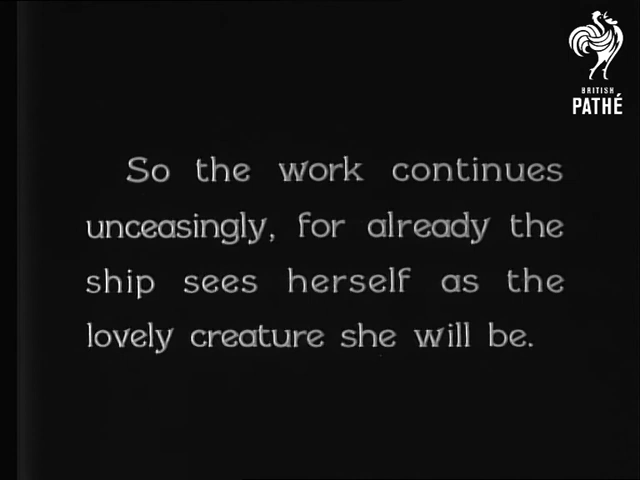 BRITISH
PATHÉ
So the work continues
unceasingly, for already the
ship sees herself as the
lovely creature she will be.